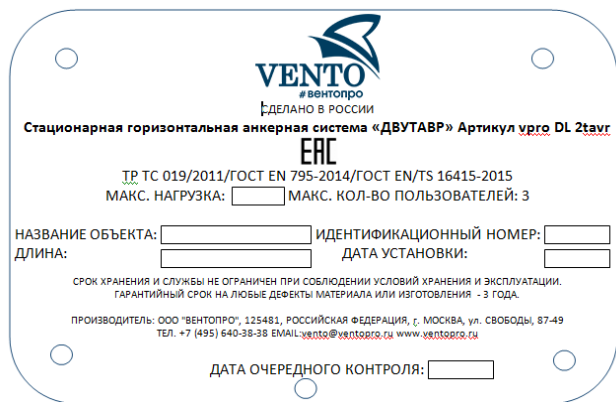 VENTO
#вентопро
СДЕЛАНО В РОССИИ
Стационарная горизонтальная анкерная система «ДВУТАВР» Артикул vpro DL 2tavr
ЕАС
ТР ТС 019/2011/ГОСТ EN 795-2014/ГОСТ EN/TS 16415-2015
МАКС. НАГРУЗКА: МАКС. КОЛ-ВО ПОЛЬЗОВАТЕЛЕЙ: 3
НАЗВАНИЕ ОБЪЕКТА: ИДЕНТИФИКАЦИОННЫЙ НОМЕР:
ДЛИНА: ДАТА УСТАНОВКИ:
СРОК ХРАНЕНИЯ И СЛУЖБЫ НЕ ОГРАНИЧЕН ПРИ СОБЛЮДЕНИИ УСЛОВИЙ ХРАНЕНИЯ И ЭКСПЛУАТАЦИИ.
ГАРАНТИЙНЫЙ СРОК НА ЛЮБЫЕ ДЕФЕКТЫ МАТЕРИАЛА ИЛИ ИЗГОТОВЛЕНИЯ - 3 ГОДА.
ПРОИЗВОДИТЕЛЬ: ООО "ВЕНТОПРО", 125481, РОССИЙСКАЯ ФЕДЕРАЦИЯ, г. МОСКВА, ул. СВОБОДЫ, 87-49
ТЕЛ. +7 (495) 640-38-38 EMAIL:vento@ventopro.ru www.ventopro.ru
ДАТА ОЧЕРЕДНОГО КОНТРОЛЯ: